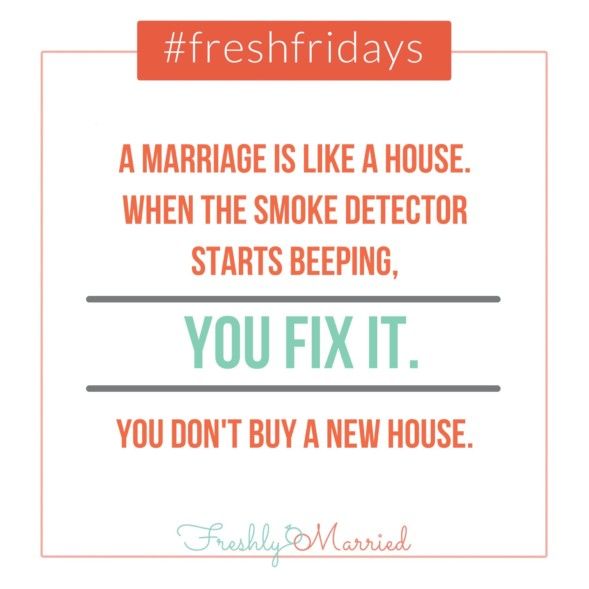 #freshfridays
A MARRIAGE IS LIKE A HOUSE.
WHEN THE SMOKE DETECTOR
STARTS BEEPING,
YOU FIX IT.
YOU DON'T BUY A NEW HOUSE.
Freshly Married